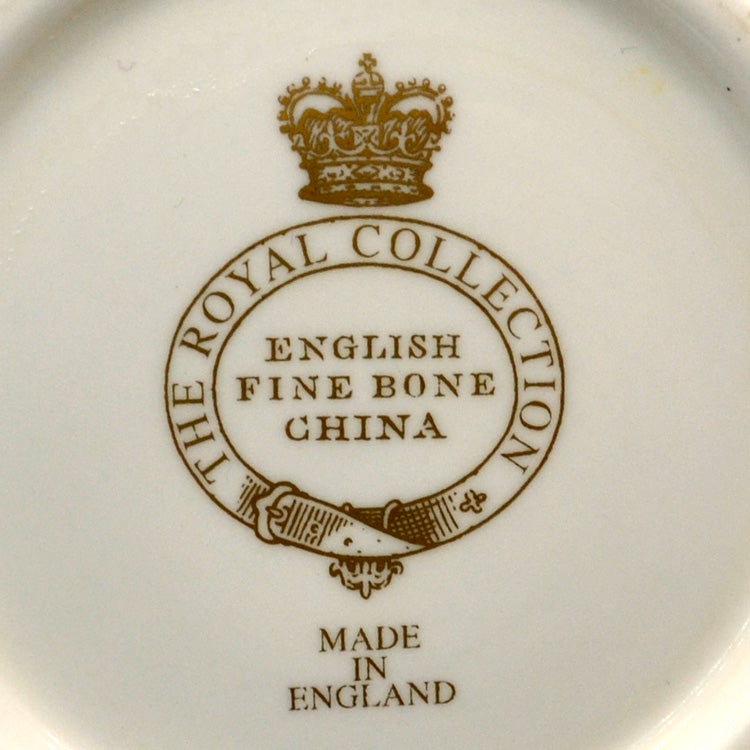 THE ROYAL COLLECTION
ENGLISH
FINE BONE
CHINA
MADE
IN
ENGLAND